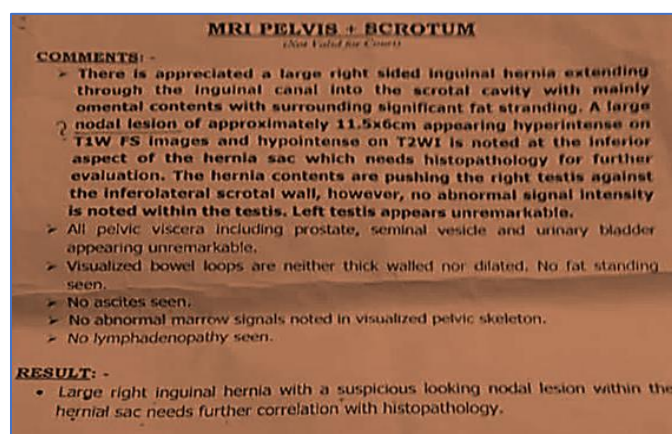 MRI PELVIS + SCROTUM
(Not Valid for Court)
COMMENTS: -
➢ There is appreciated a large right sided inguinal hernia extending
through the inguinal canal into the scrotal cavity with mainly
omental contents with surrounding significant fat stranding. A large
? nodal lesion of approximately 11.5x6cm appearing hyperintense on
T1W FS images and hypointense on T2WI is noted at the inferior
aspect of the hernia sac which needs histopathology for further
evaluation. The hernia contents are pushing the right testis against
the inferolateral scrotal wall, however, no abnormal signal intensity
is noted within the testis. Left testis appears unremarkable.
➢ All pelvic viscera including prostate, seminal vesicle and urinary bladder
appearing unremarkable.
➢ Visualized bowel loops are neither thick walled nor dilated. No fat standing
seen.
➢ No ascites seen.
➢ No abnormal marrow signals noted in visualized pelvic skeleton.
➢ No lymphadenopathy seen.
RESULT: -
• Large right inguinal hernia with a suspicious looking nodal lesion within the
hernial sac needs further correlation with histopathology.